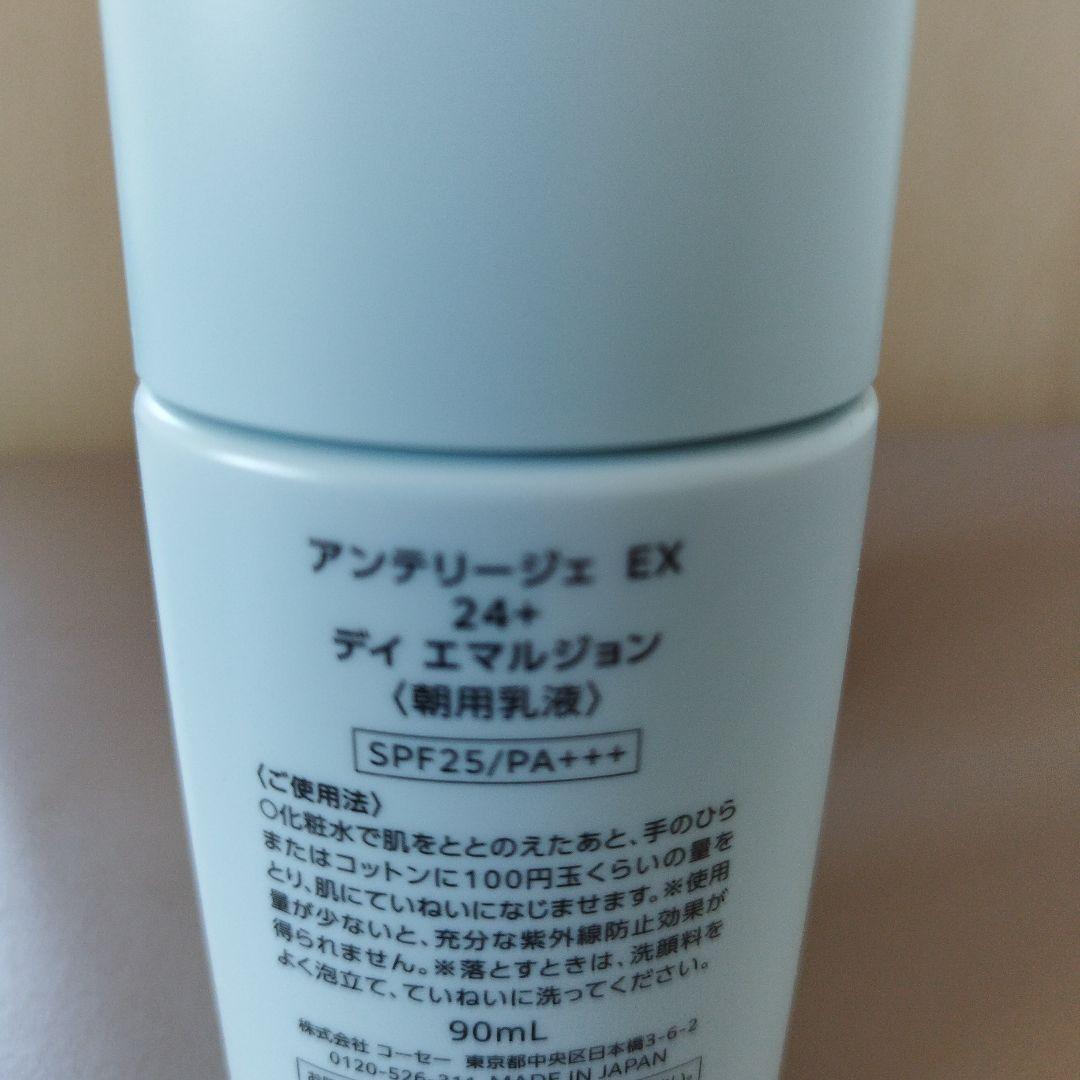 アンテリージェ EX
24+
デイ エマルジョン
〈朝用乳液〉
SPF25/PA+++
〈ご使用法〉
○化粧水で肌をととのえたあと、手のひら
またはコットンに100円玉くらいの量を
とり、肌にていねいになじませます。※使用
量が少ないと、充分な紫外線防止効果が
得られません。※落とすときは、洗顔料を
よく泡立て、ていねいに洗ってください。
90mL
株式会社 コーセー 東京都中央区日本橋3-6-2
0120-526-311 MADE IN JAPAN